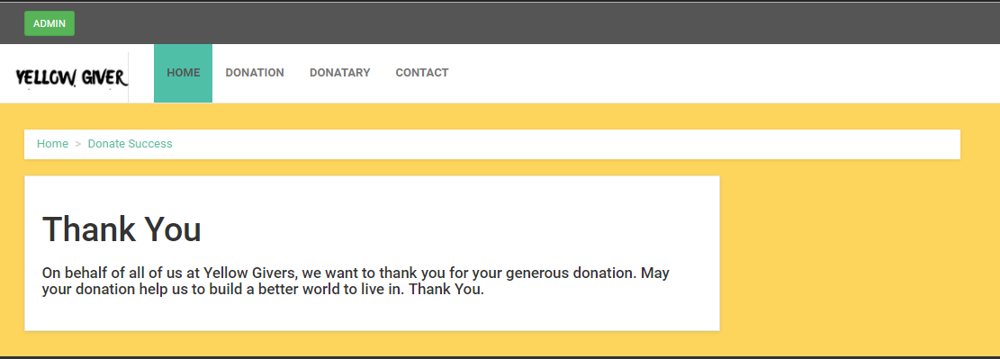 ADMIN
YELLOW GIVER
HOME DONATION DONATARY CONTACT
Home > Donate Success
Thank You
On behalf of all of us at Yellow Givers, we want to thank you for your generous donation. May
your donation help us to build a better world to live in. Thank You.